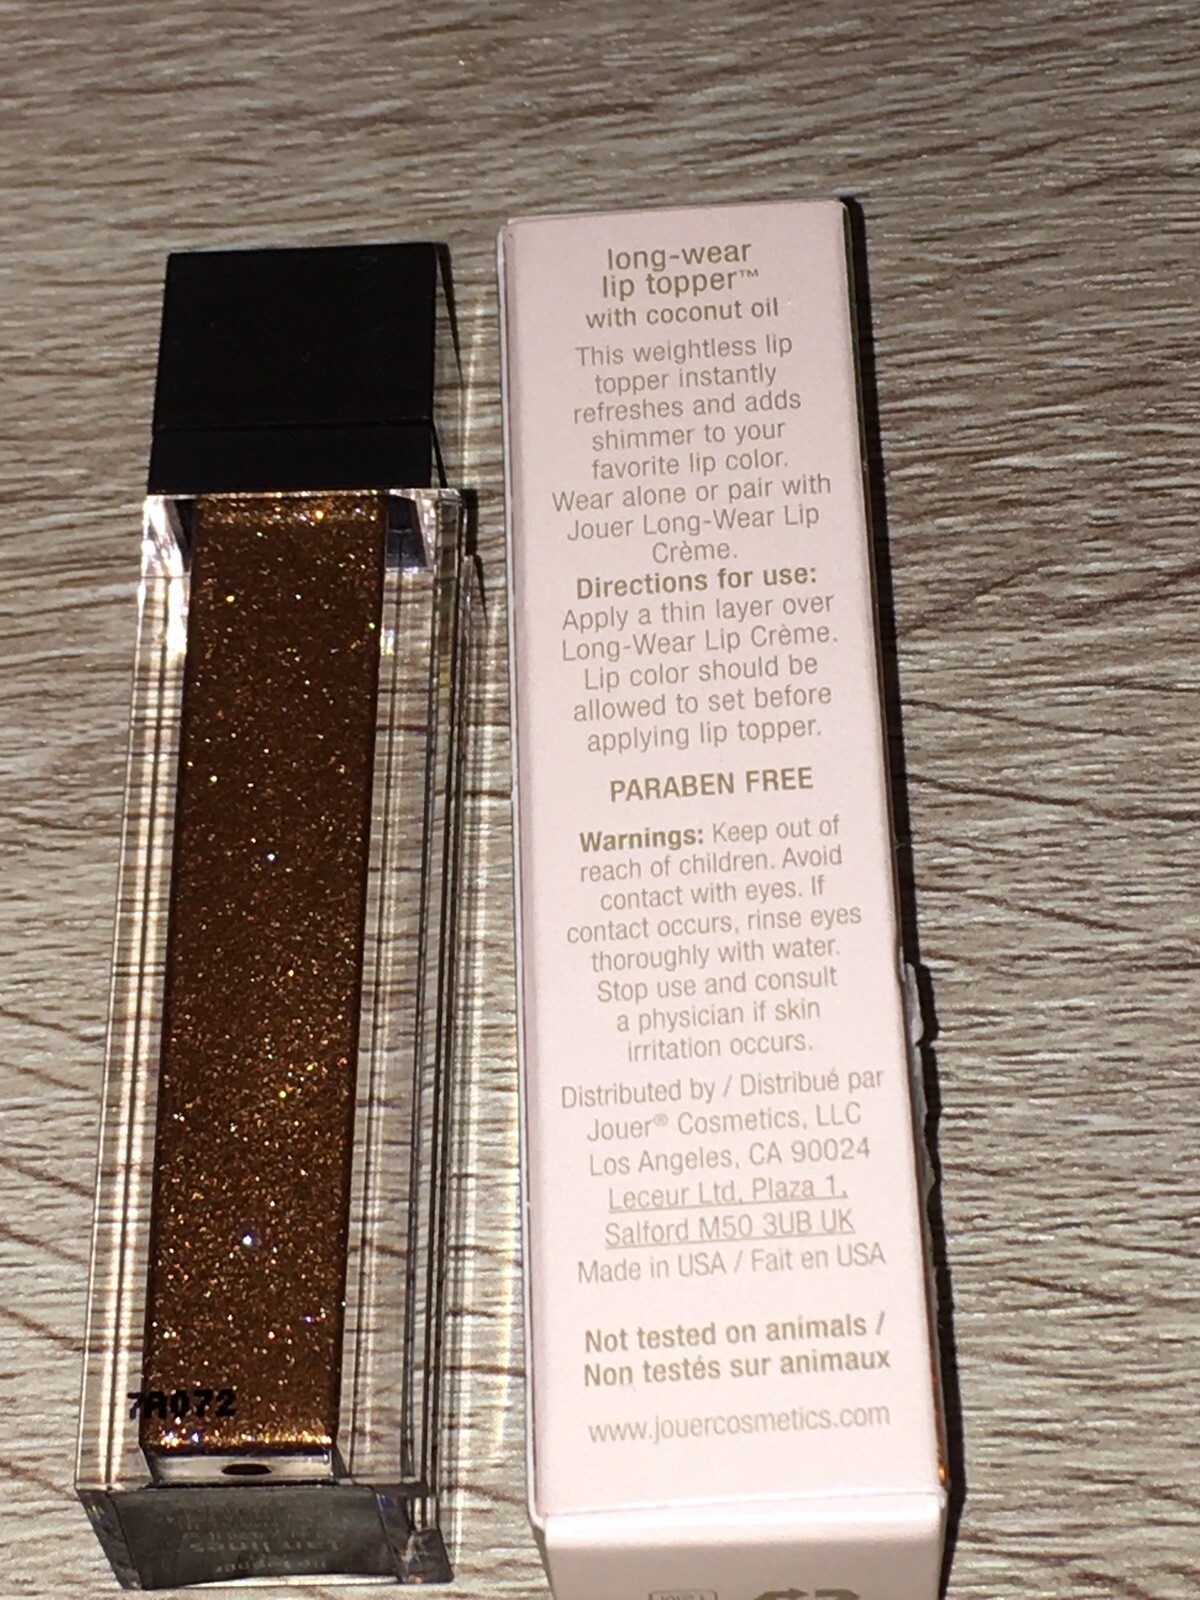 long-wear
lip topper™
with coconut oil
This weightless lip
topper instantly
refreshes and adds
shimmer to your
favorite lip color.
Wear alone or pair with
Jouer Long-Wear Lip
Crème.
Directions for use:
Apply a thin layer over
Long-Wear Lip Crème.
Lip color should be
allowed to set before
applying lip topper.
PARABEN FREE
Warnings: Keep out of
reach of children. Avoid
contact with eyes. If
contact occurs, rinse eyes
thoroughly with water.
Stop use and consult
a physician if skin
irritation occurs.
Distributed by / Distribué par
Jouer® Cosmetics, LLC
Los Angeles, CA 90024
Leceur Ltd, Plaza 1,
Salford M50 3UB UK
Made in USA / Fait en USA
Not tested on animals /
Non testés sur animaux
www.jouercosmetics.com
7A072